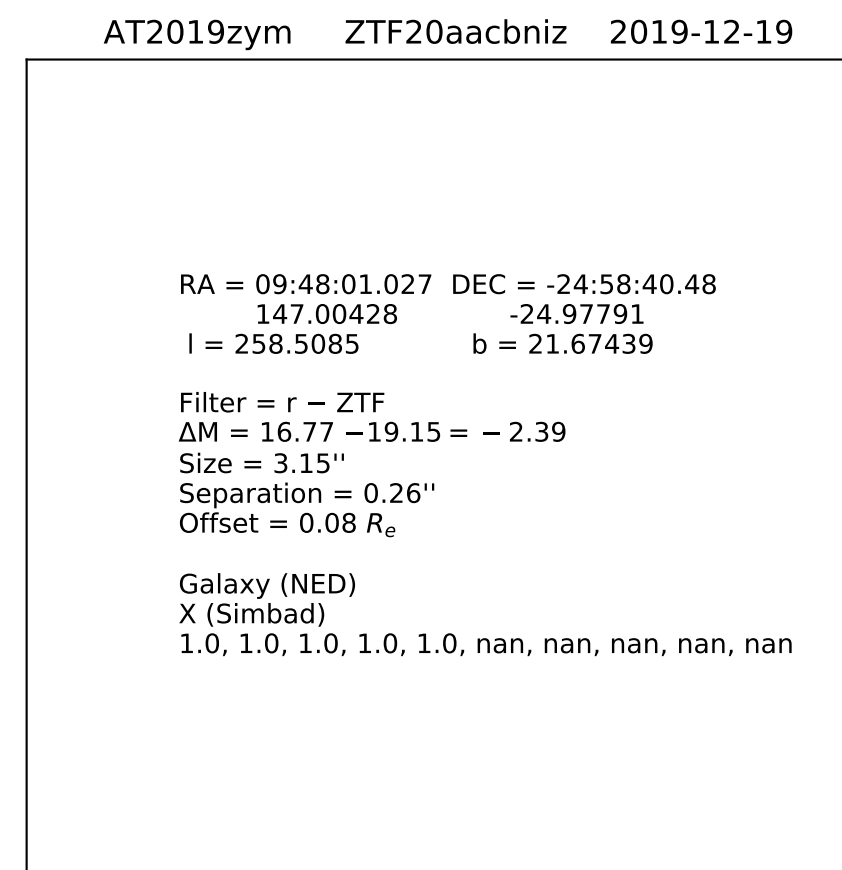 AT2019zym ZTF20aacbniz 2019-12-19
RA = 09:48:01.027 DEC = -24:58:40.48
147.00428 -24.97791
l = 258.5085 b = 21.67439
Filter = r − ZTF
ΔM = 16.77 −19.15 = − 2.39
Size = 3.15''
Separation = 0.26''
Offset = 0.08 Re
Galaxy (NED)
X (Simbad)
1.0, 1.0, 1.0, 1.0, 1.0, nan, nan, nan, nan, nan